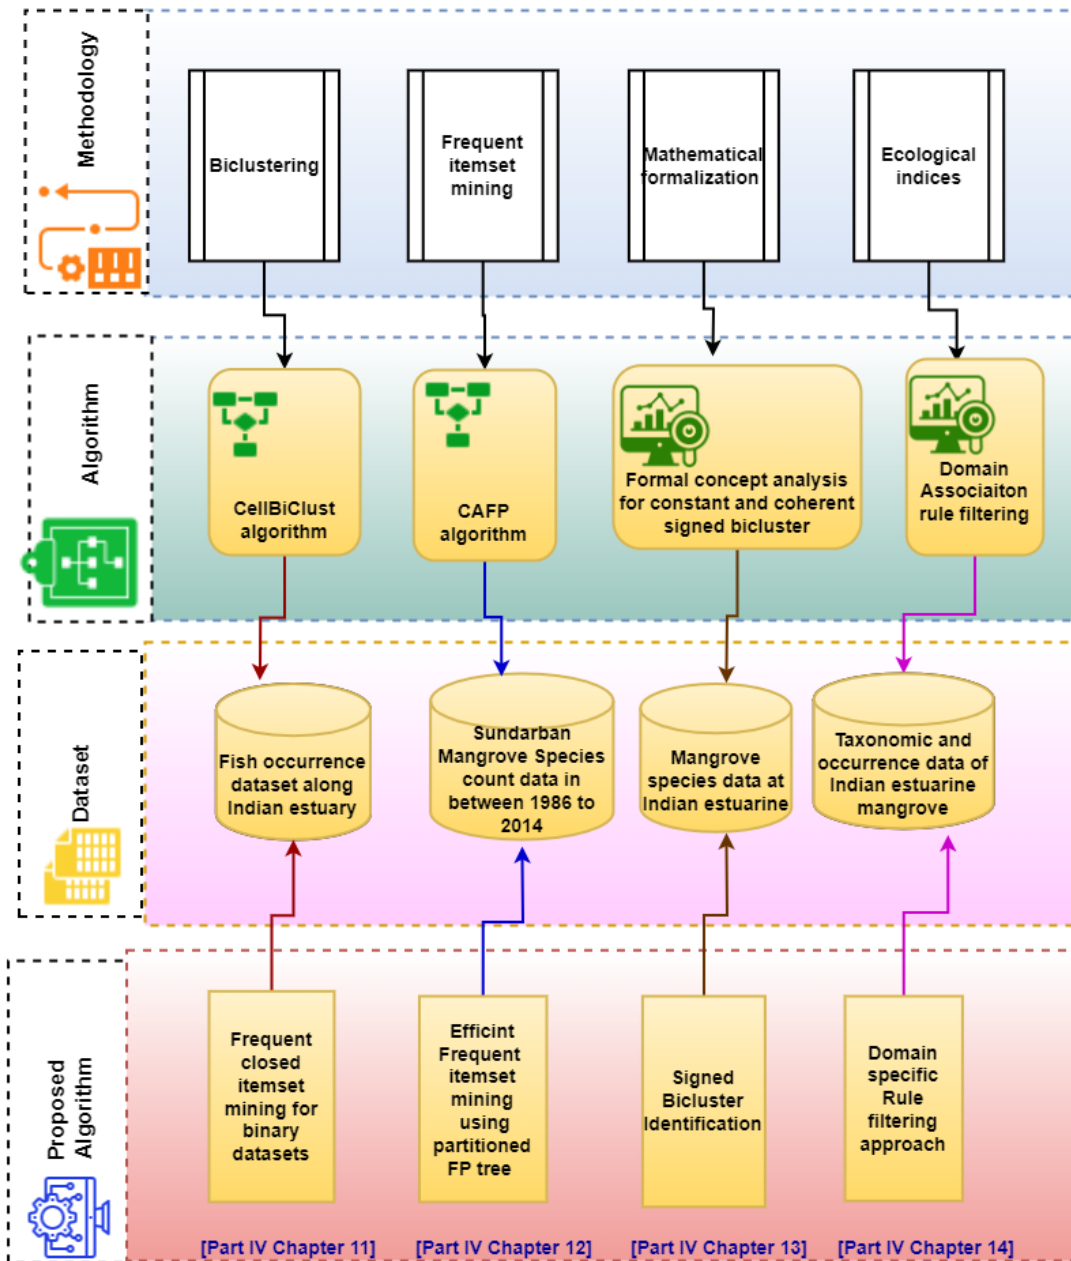 Methodology
Biclustering
Frequent
itemset
mining
Mathematical
formalization
Ecological
indices
Algorithm
CellBiClust
algorithm
CAFP
algorithm
Formal concept analysis
for constant and coherent
signed bicluster
Domain
Associaiton
rule filtering
Dataset
Fish occurrence
dataset along
Indian estuary
Sundarban
Mangrove Species
count data in
between 1986 to
2014
Mangrove
species data at
Indian estuarine
Taxonomic and
occurrence data of
Indian estuarine
mangrove
Proposed
Algorithm
Frequent
closed
itemset
mining for
binary
datasets
Efficint
Frequent
itemset
mining
using
partitioned
FP tree
Signed
Bicluster
Identification
Domain
specific
Rule
filtering
approach
[Part IV Chapter 11]
[Part IV Chapter 12]
[Part IV Chapter 13]
[Part IV Chapter 14]